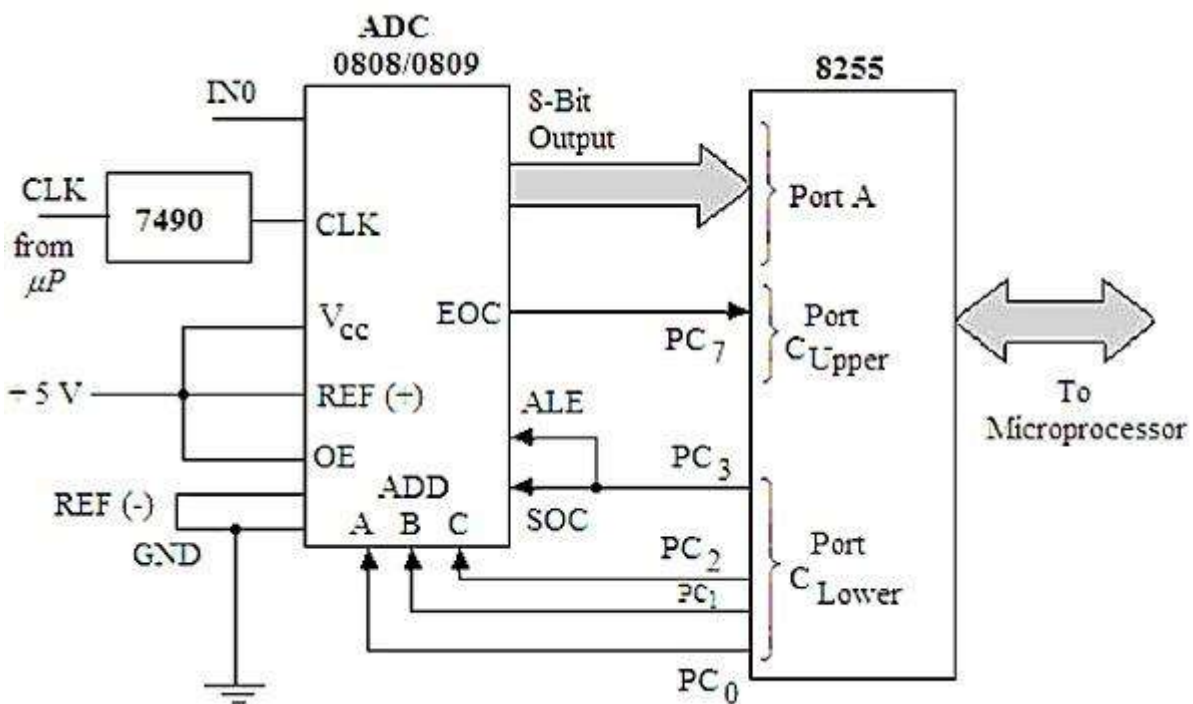 ADC
0808/0809
8255
IN0
8-Bit
Output
CLK
7490
from
μP
CLK
Port A
VCC
EOC
PC7
Port
CUpper
+ 5 V
REF (+)
ALE
To
Microprocessor
OE
PC3
REF (-)
ADD
SOC
A B C
GND
PC2
Port
CLower
PC1
PC0